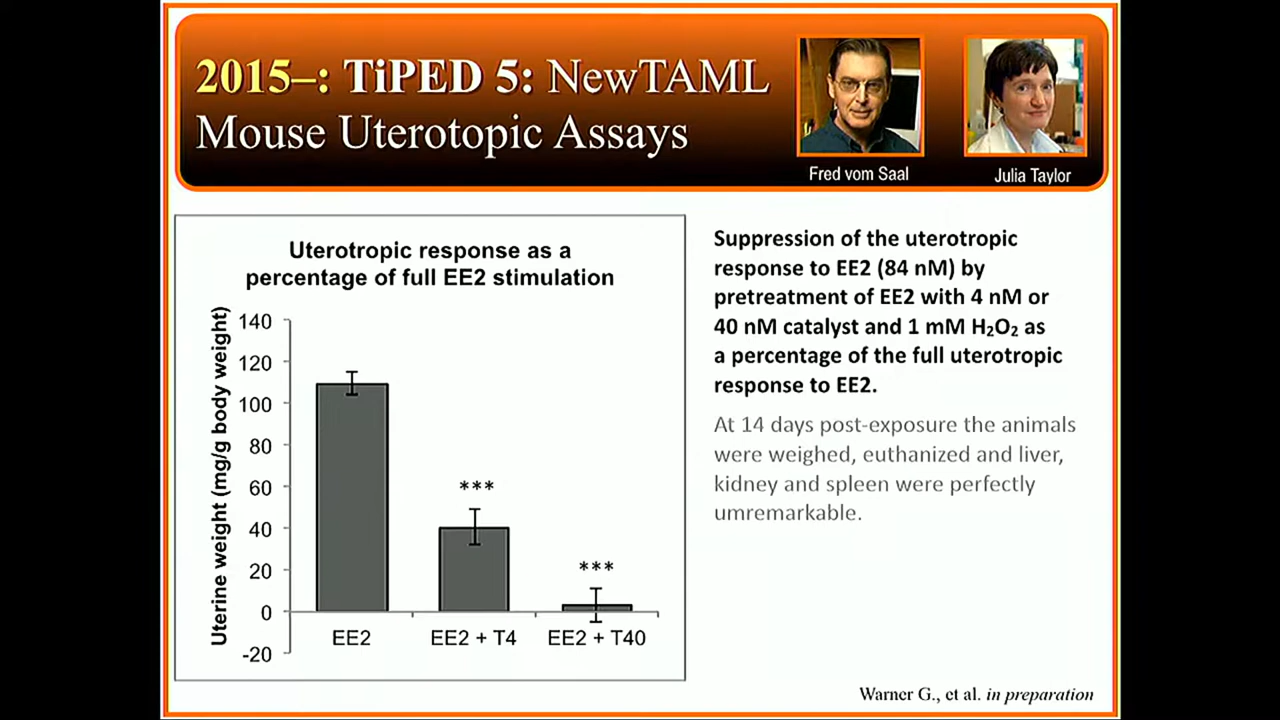 2015–: TiPED 5: NewTAML
Mouse Uterotopic Assays
Fred vom Saal
Julia Taylor
Uterotropic response as a
percentage of full EE2 stimulation
Uterine weight (mg/g body weight)
140
120
100
80
60
40
20
0
-20
***
***
EE2
EE2 + T4
EE2 + T40
Suppression of the uterotropic
response to EE2 (84 nM) by
pretreatment of EE2 with 4 nM or
40 nM catalyst and 1 mM H₂O₂ as
a percentage of the full uterotropic
response to EE2.
At 14 days post-exposure the animals
were weighed, euthanized and liver,
kidney and spleen were perfectly
umremarkable.
Warner G., et al. in preparation